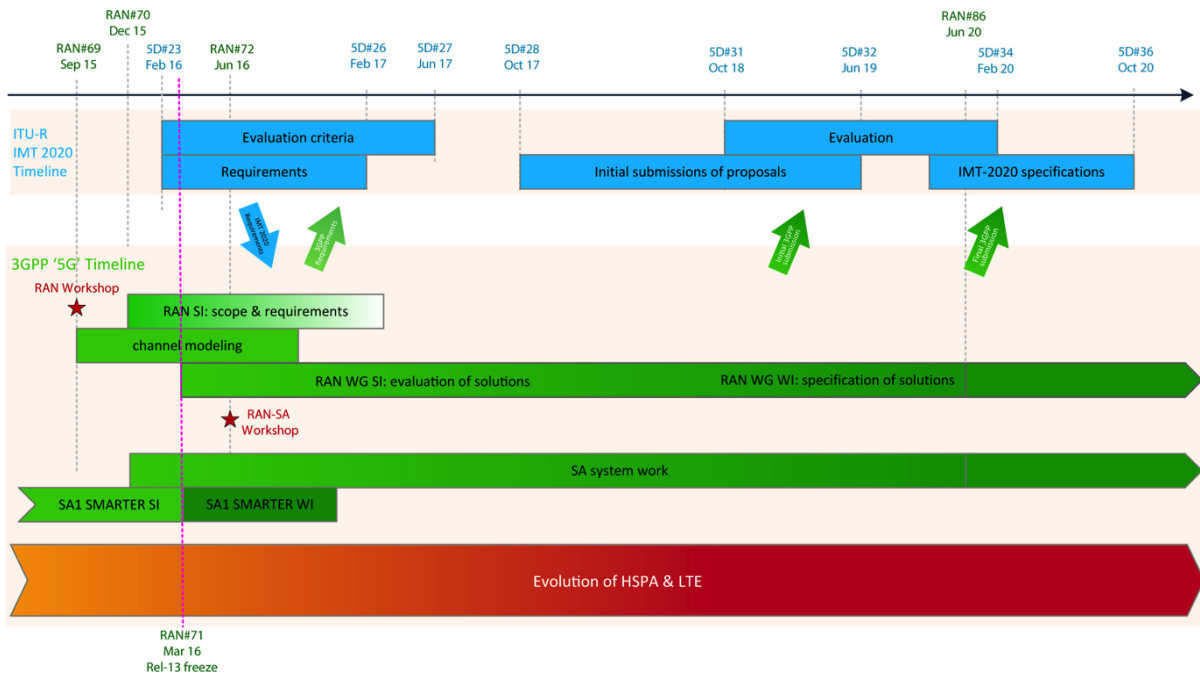 RAN#70
Dec 15
RAN#86
Jun 20
RAN#69
Sep 15
5D#23
Feb 16
RAN#72
Jun 16
5D#26
Feb 17
5D#27
Jun 17
5D#28
Oct 17
5D#31
Oct 18
5D#32
Jun 19
5D#34
Feb 20
5D#36
Oct 20
ITU-R
IMT 2020
Timeline
Evaluation criteria
Evaluation
Requirements
Initial submissions of proposals
IMT-2020 specifications
IMT 2020
Requirements
3GPP
Requirements
Initial 3GPP
submission
Final 3GPP
submission
3GPP ‘5G’ Timeline
RAN Workshop
RAN SI: scope & requirements
channel modeling
RAN WG SI: evaluation of solutions
RAN WG WI: specification of solutions
RAN-SA
Workshop
SA system work
SA1 SMARTER SI
SA1 SMARTER WI
Evolution of HSPA & LTE
RAN#71
Mar 16
Rel-13 freeze